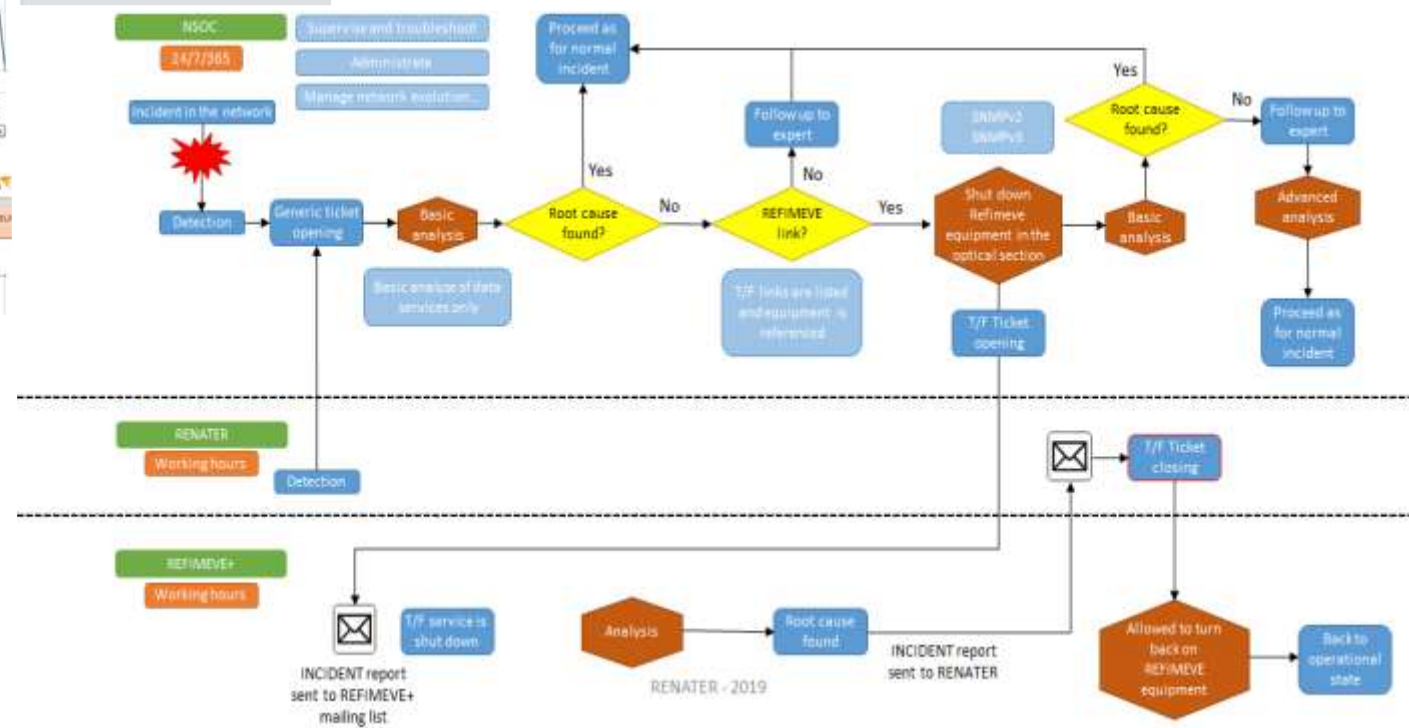 NSOC
24/7/365
Supervise and troubleshoot
Administrate
Manage network evolution...
Incident in the network
Detection
Generic ticket
opening
Basic
analysis
Basic analyse of data
services only
Root cause
found?
Yes
No
Proceed as
for normal
incident
REFIMEVE
link?
No
Yes
Follow up to
expert
T/F links are listed
and equipment is
referenced
SNMPv2
SNMPv3
Shut down
Refimeve
equipment in the
optical section
T/F Ticket
opening
Basic
analysis
Root cause
found?
Yes
No
Follow up to
expert
Advanced
analysis
Proceed as
for normal
incident
RENATER
Working hours
Detection
T/F Ticket
closing
REFIMEVE+
Working hours
T/F service is
shut down
INCIDENT report
sent to REFIMEVE+
mailing list
Analysis
Root cause
found
INCIDENT report
sent to RENATER
Allowed to turn
back on
REFIMEVE
equipment
Back to
operational
state
RENATER - 2019